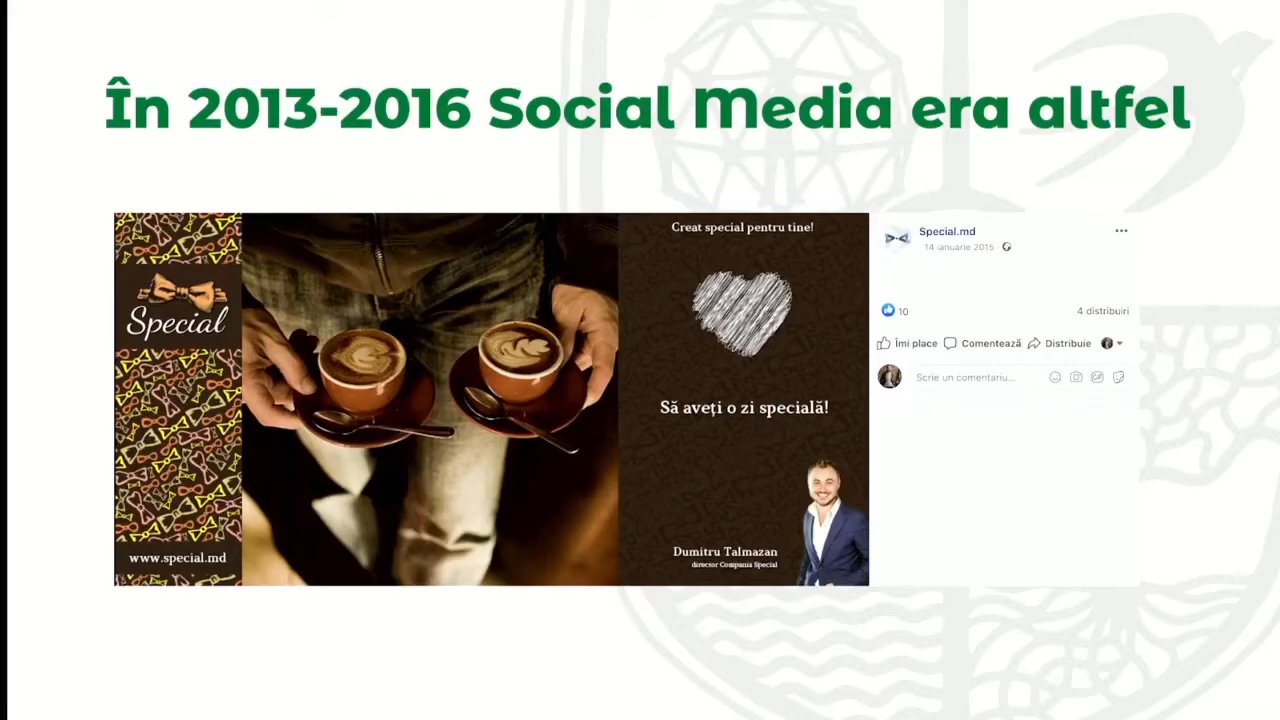 În 2013-2016 Social Media era altfel
Special
www.special.md
Creat special pentru tine!
Să aveți o zi specială!
Dumitru Talmazan
director Compania Special
Special.md
14 ianuarie 2015
10
4 distribuiri
Îmi place Comentează Distribuie
Scrie un comentariu...
GIF